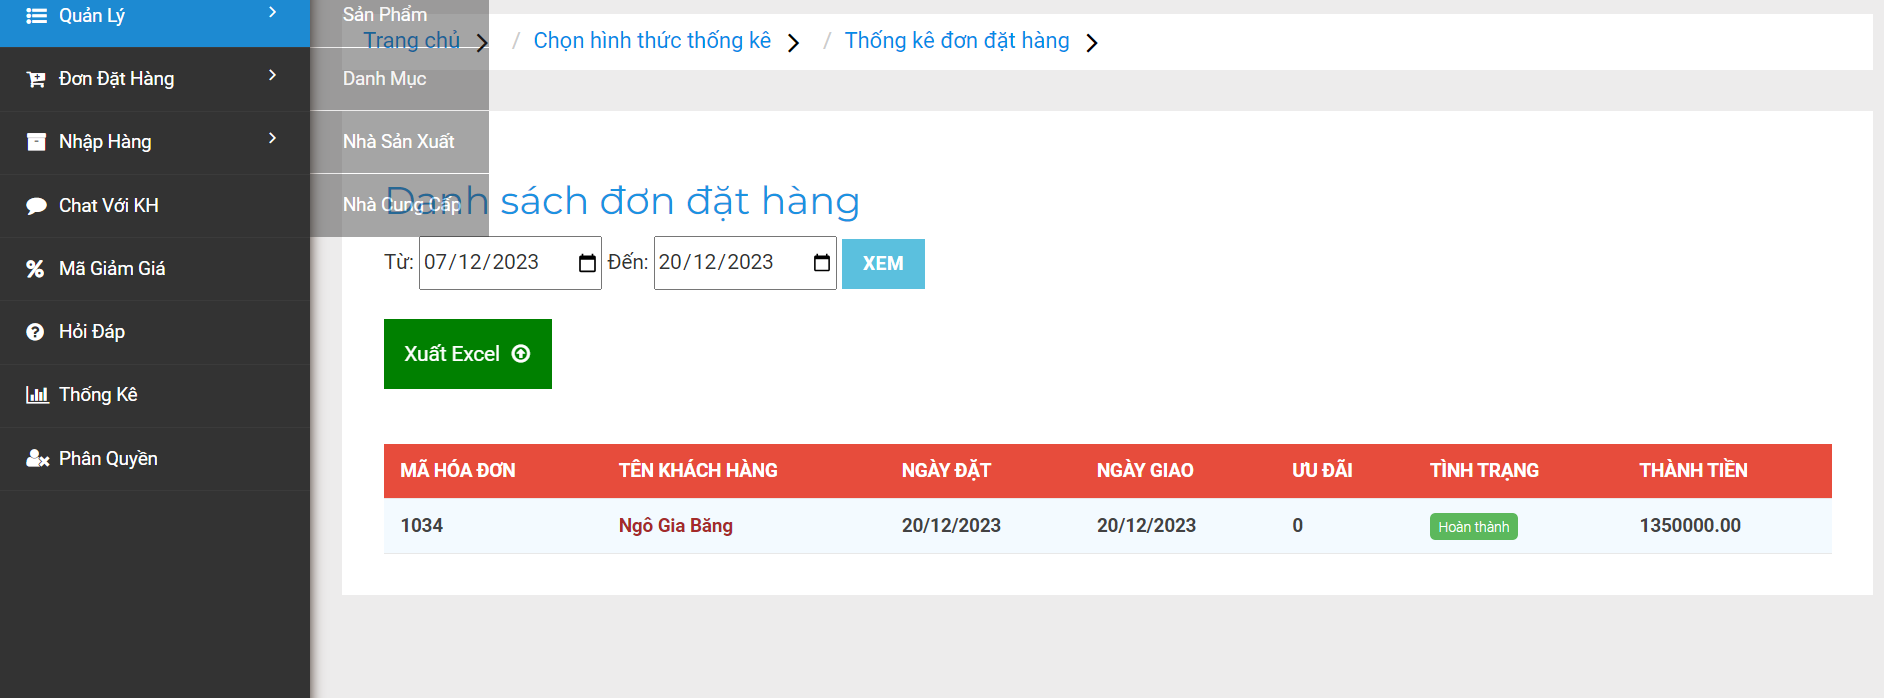 Quản Lý
Đơn Đặt Hàng
Nhập Hàng
Chat Với KH
Mã Giảm Giá
Hỏi Đáp
Thống Kê
Phân Quyền
Sản Phẩm
Danh Mục
Nhà Sản Xuất
Nhà Cung Cấp
Trang chủ / Chọn hình thức thống kê / Thống kê đơn đặt hàng
Danh sách đơn đặt hàng
Từ: 07/12/2023 Đến: 20/12/2023 XEM
Xuất Excel
MÃ HÓA ĐƠN TÊN KHÁCH HÀNG NGÀY ĐẶT NGÀY GIAO ƯU ĐÃI TÌNH TRẠNG THÀNH TIỀN
1034 Ngô Gia Băng 20/12/2023 20/12/2023 0 Hoàn thành 1350000.00